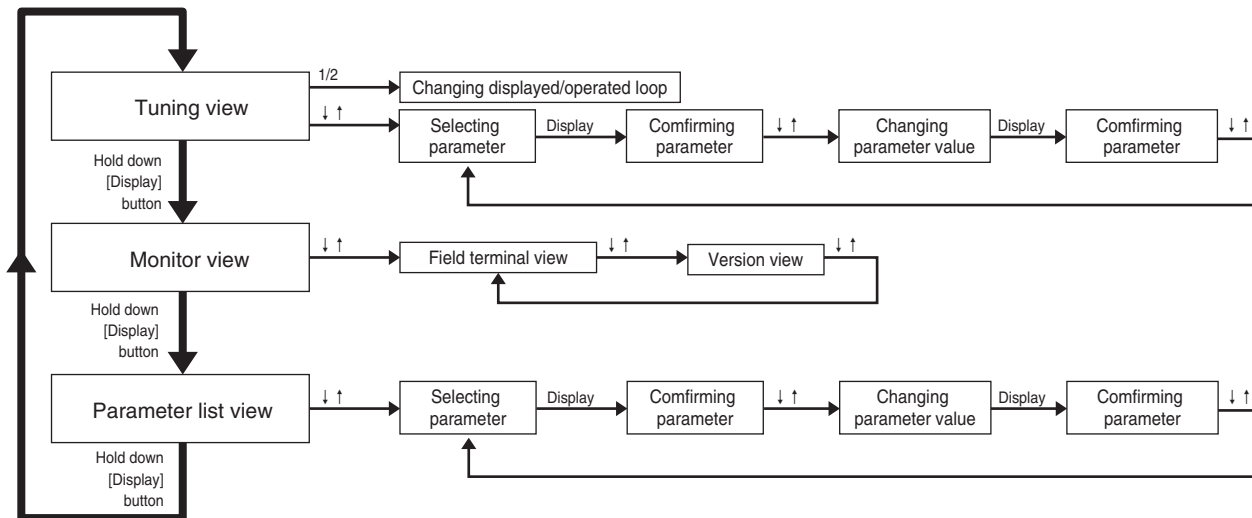 Tuning view
1/2
Changing displayed/operated loop
↓ ↑
Selecting
parameter
Display
Comfirming
parameter
↓ ↑
Changing
parameter value
Display
Comfirming
parameter
↓ ↑
Hold down
[Display]
button
Monitor view
↓ ↑
Field terminal view
↓ ↑
Version view
↓ ↑
Hold down
[Display]
button
Parameter list view
↓ ↑
Selecting
parameter
Display
Comfirming
parameter
↓ ↑
Changing
parameter value
Display
Comfirming
parameter
↓ ↑
Hold down
[Display]
button